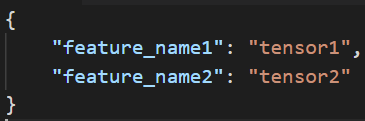 {
    "feature_name1": "tensor1",
    "feature_name2": "tensor2"
}